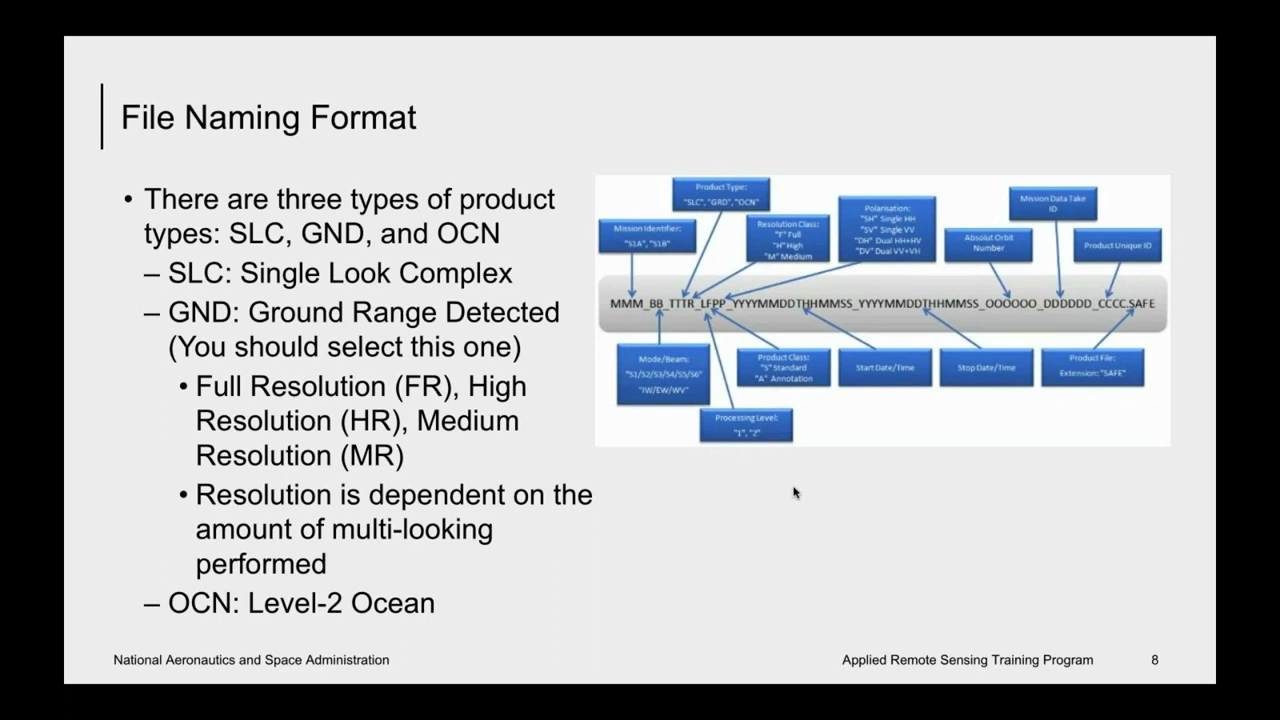 File Naming Format
• There are three types of product
types: SLC, GND, and OCN
– SLC: Single Look Complex
– GND: Ground Range Detected
(You should select this one)
• Full Resolution (FR), High
Resolution (HR), Medium
Resolution (MR)
• Resolution is dependent on the
amount of multi-looking
performed
– OCN: Level-2 Ocean
Product Type:
"SLC", "GRD", "OCN"
Mission Identifier:
"S1A", "S1B"
Resolution Class:
"F" Full
"H" High
"M" Medium
Polarisation:
"SH" Single HH
"SV" Single VV
"DH" Dual HH+HV
"DV" Dual VV+VH
Absolut Orbit
Number
Mission Data Take
ID
Product Unique ID
MMM_BB_TTTR_LFPP_YYYYMMDDTHHMMSS_YYYYMMDDTHHMMSS_OOOOOO_DDDDDD_CCCC.SAFE
Mode/Beam:
"S1/S2/S3/S4/S5/S6"
"IW/EW/WV"
Processing Level:
"1", "2"
Product Class:
"S" Standard
"A" Annotation
Start Date/Time
Stop Date/Time
Product File:
Extension: "SAFE"
National Aeronautics and Space Administration
Applied Remote Sensing Training Program
8